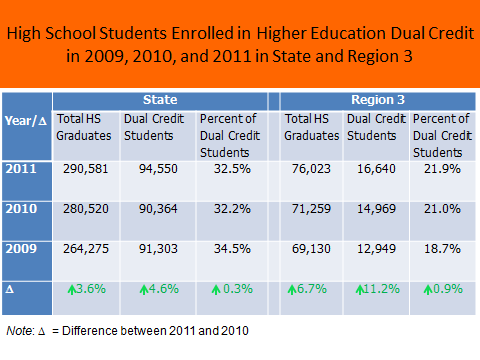 High School Students Enrolled in Higher Education Dual Credit
in 2009, 2010, and 2011 in State and Region 3
State Region 3
Year/Δ Total HS Graduates Dual Credit Students Percent of Dual Credit Students Total HS Graduates Dual Credit Students Percent of Dual Credit Students
2011 290,581 94,550 32.5% 76,023 16,640 21.9%
2010 280,520 90,364 32.2% 71,259 14,969 21.0%
2009 264,275 91,303 34.5% 69,130 12,949 18.7%
Δ 3.6% 4.6% 0.3% 6.7% 11.2% 0.9%
Note: Δ = Difference between 2011 and 2010